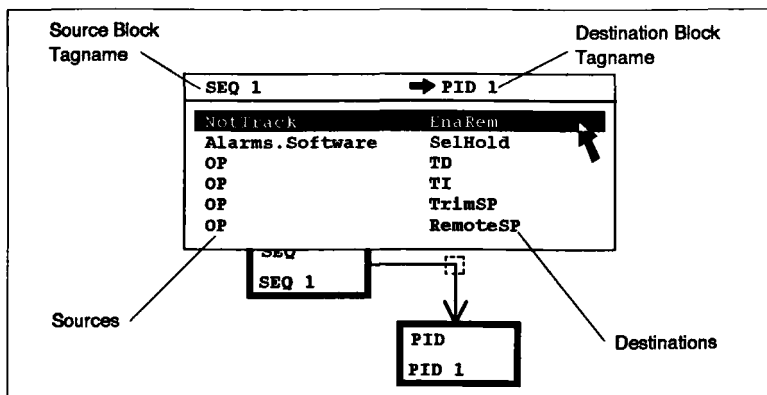 Source Block
Tagname
Destination Block
Tagname
SEQ 1 ➡ PID 1
NotTrack EnaRem
Alarms.Software SelHold
OP TD
OP TI
OP TrimSP
OP RemoteSP
SEQ
SEQ 1
Sources
PID
PID 1
Destinations